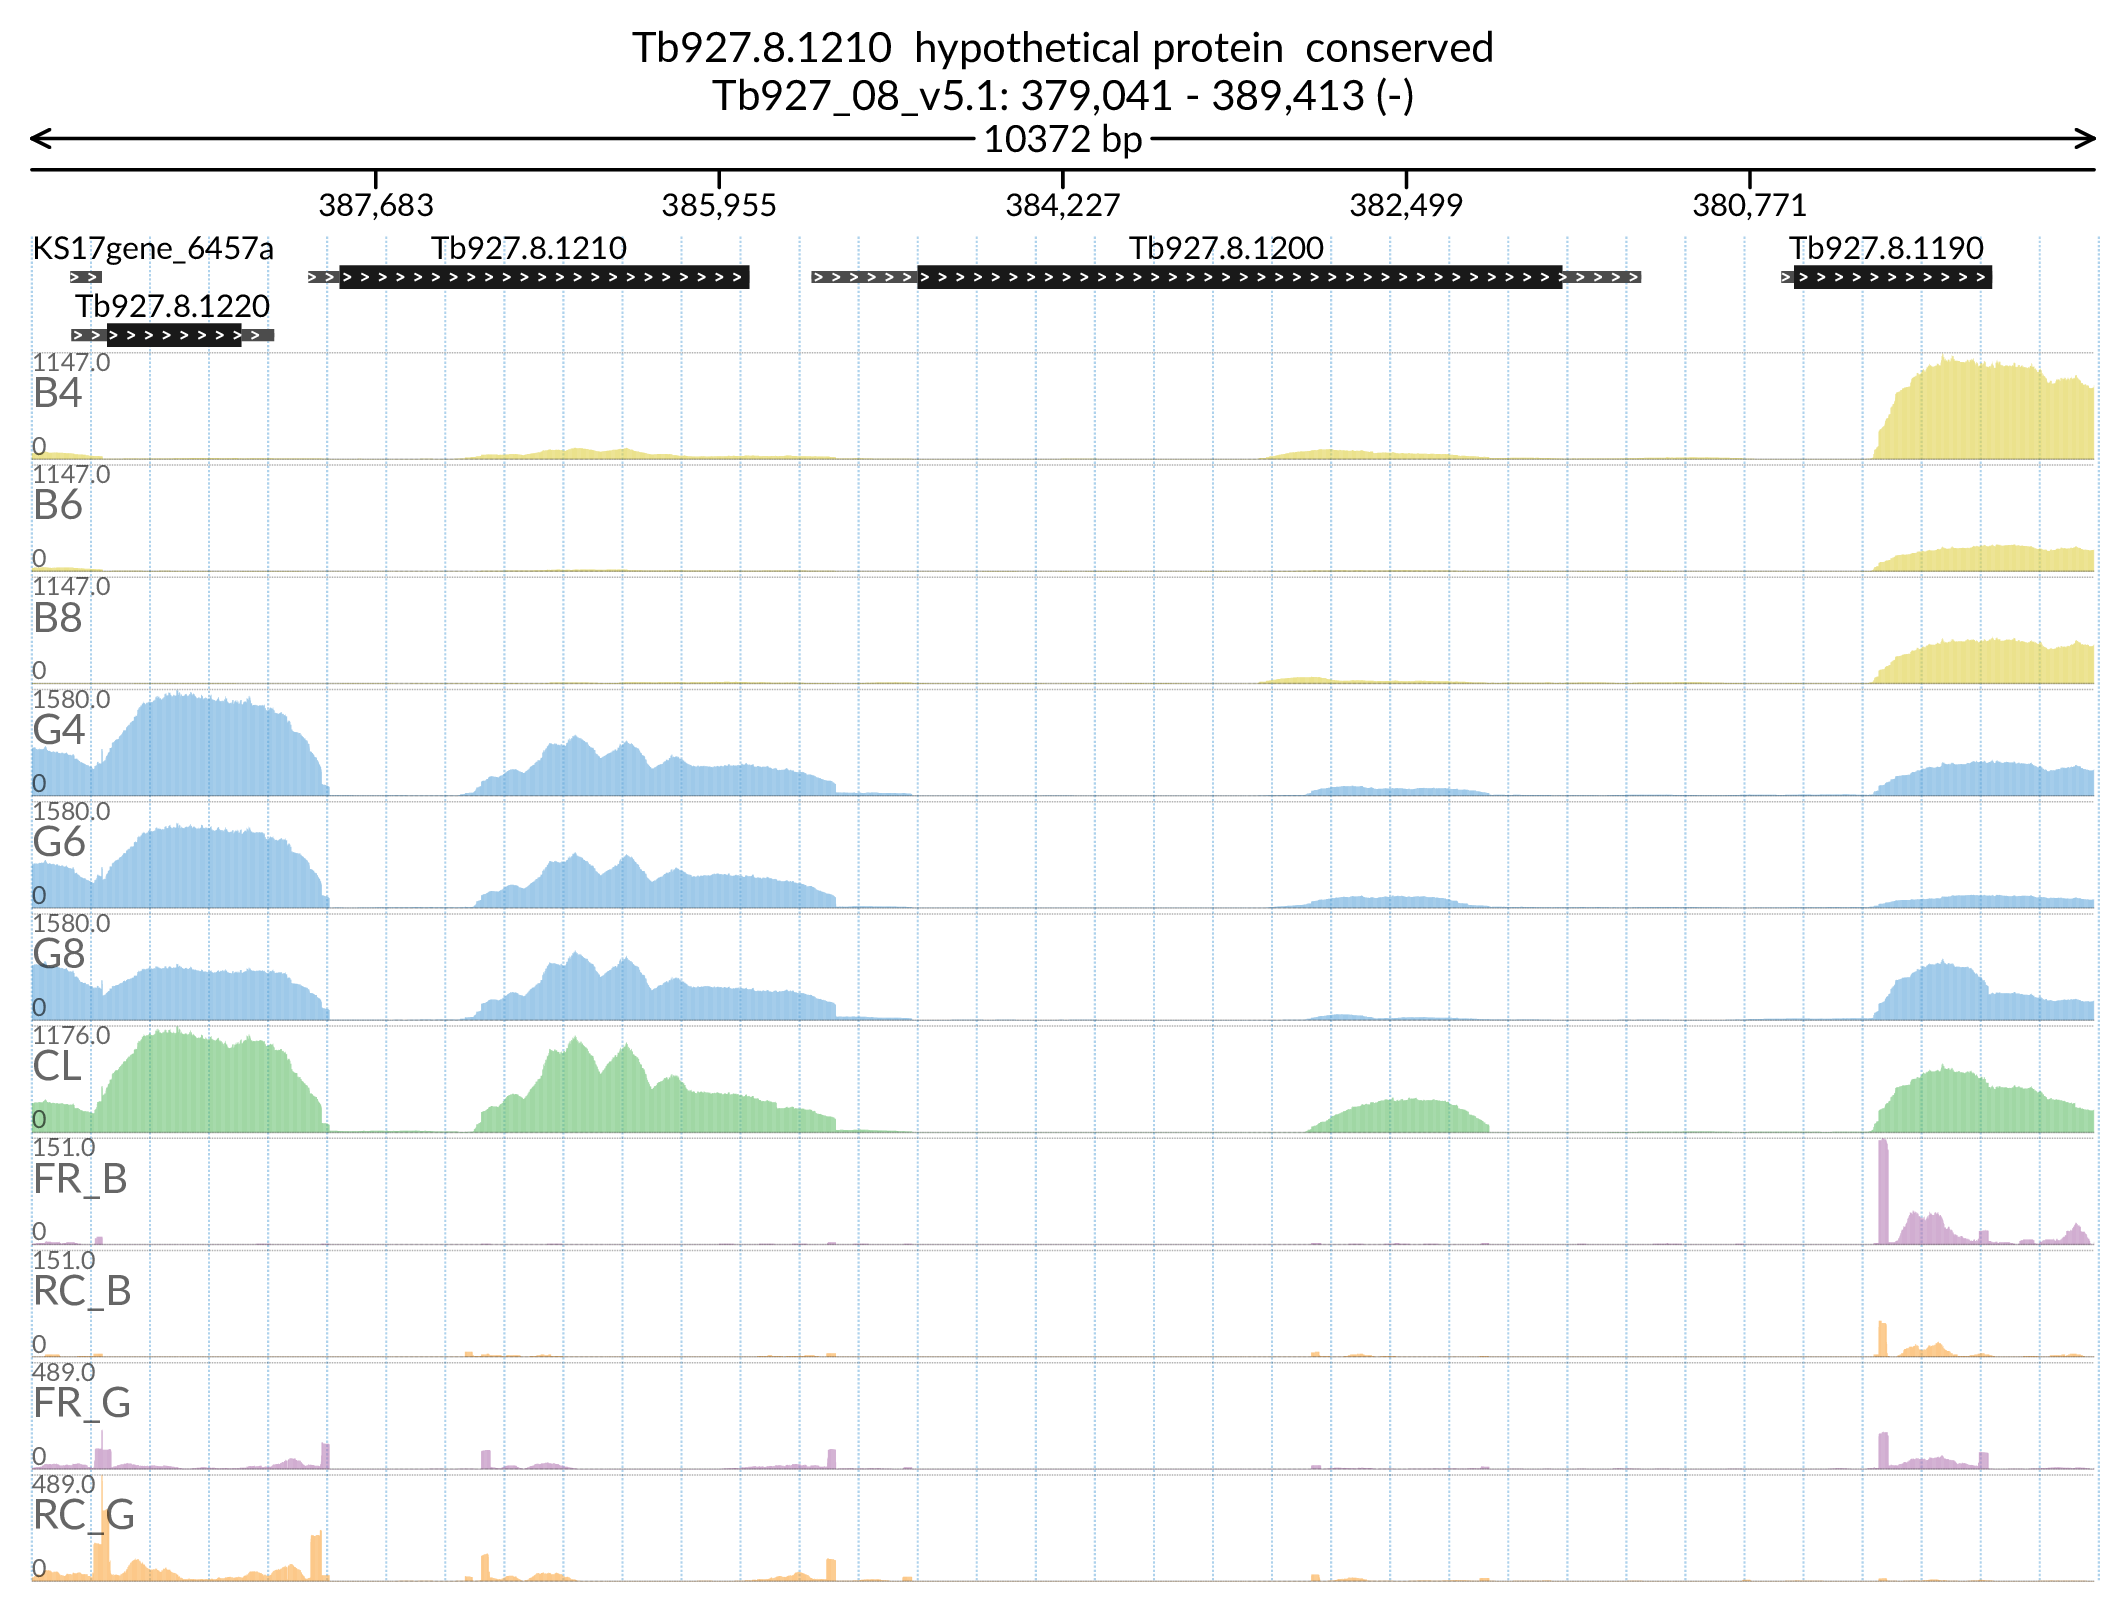 Tb927.8.1210  hypothetical protein  conserved
Tb927_08_v5.1: 379,041 - 389,413 (-)
10372 bp
387,683 385,955 384,227 382,499 380,771
KS17gene_6457a Tb927.8.1210 Tb927.8.1200 Tb927.8.1190
Tb927.8.1220
1147.0
B4
0
1147.0
B6
0
1147.0
B8
0
1580.0
G4
0
1580.0
G6
0
1580.0
G8
0
1176.0
CL
0
151.0
FR_B
0
151.0
RC_B
0
489.0
FR_G
0
489.0
RC_G
0